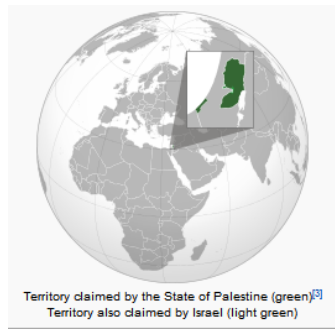 Territory claimed by the State of Palestine (green)[3]
Territory also claimed by Israel (light green)